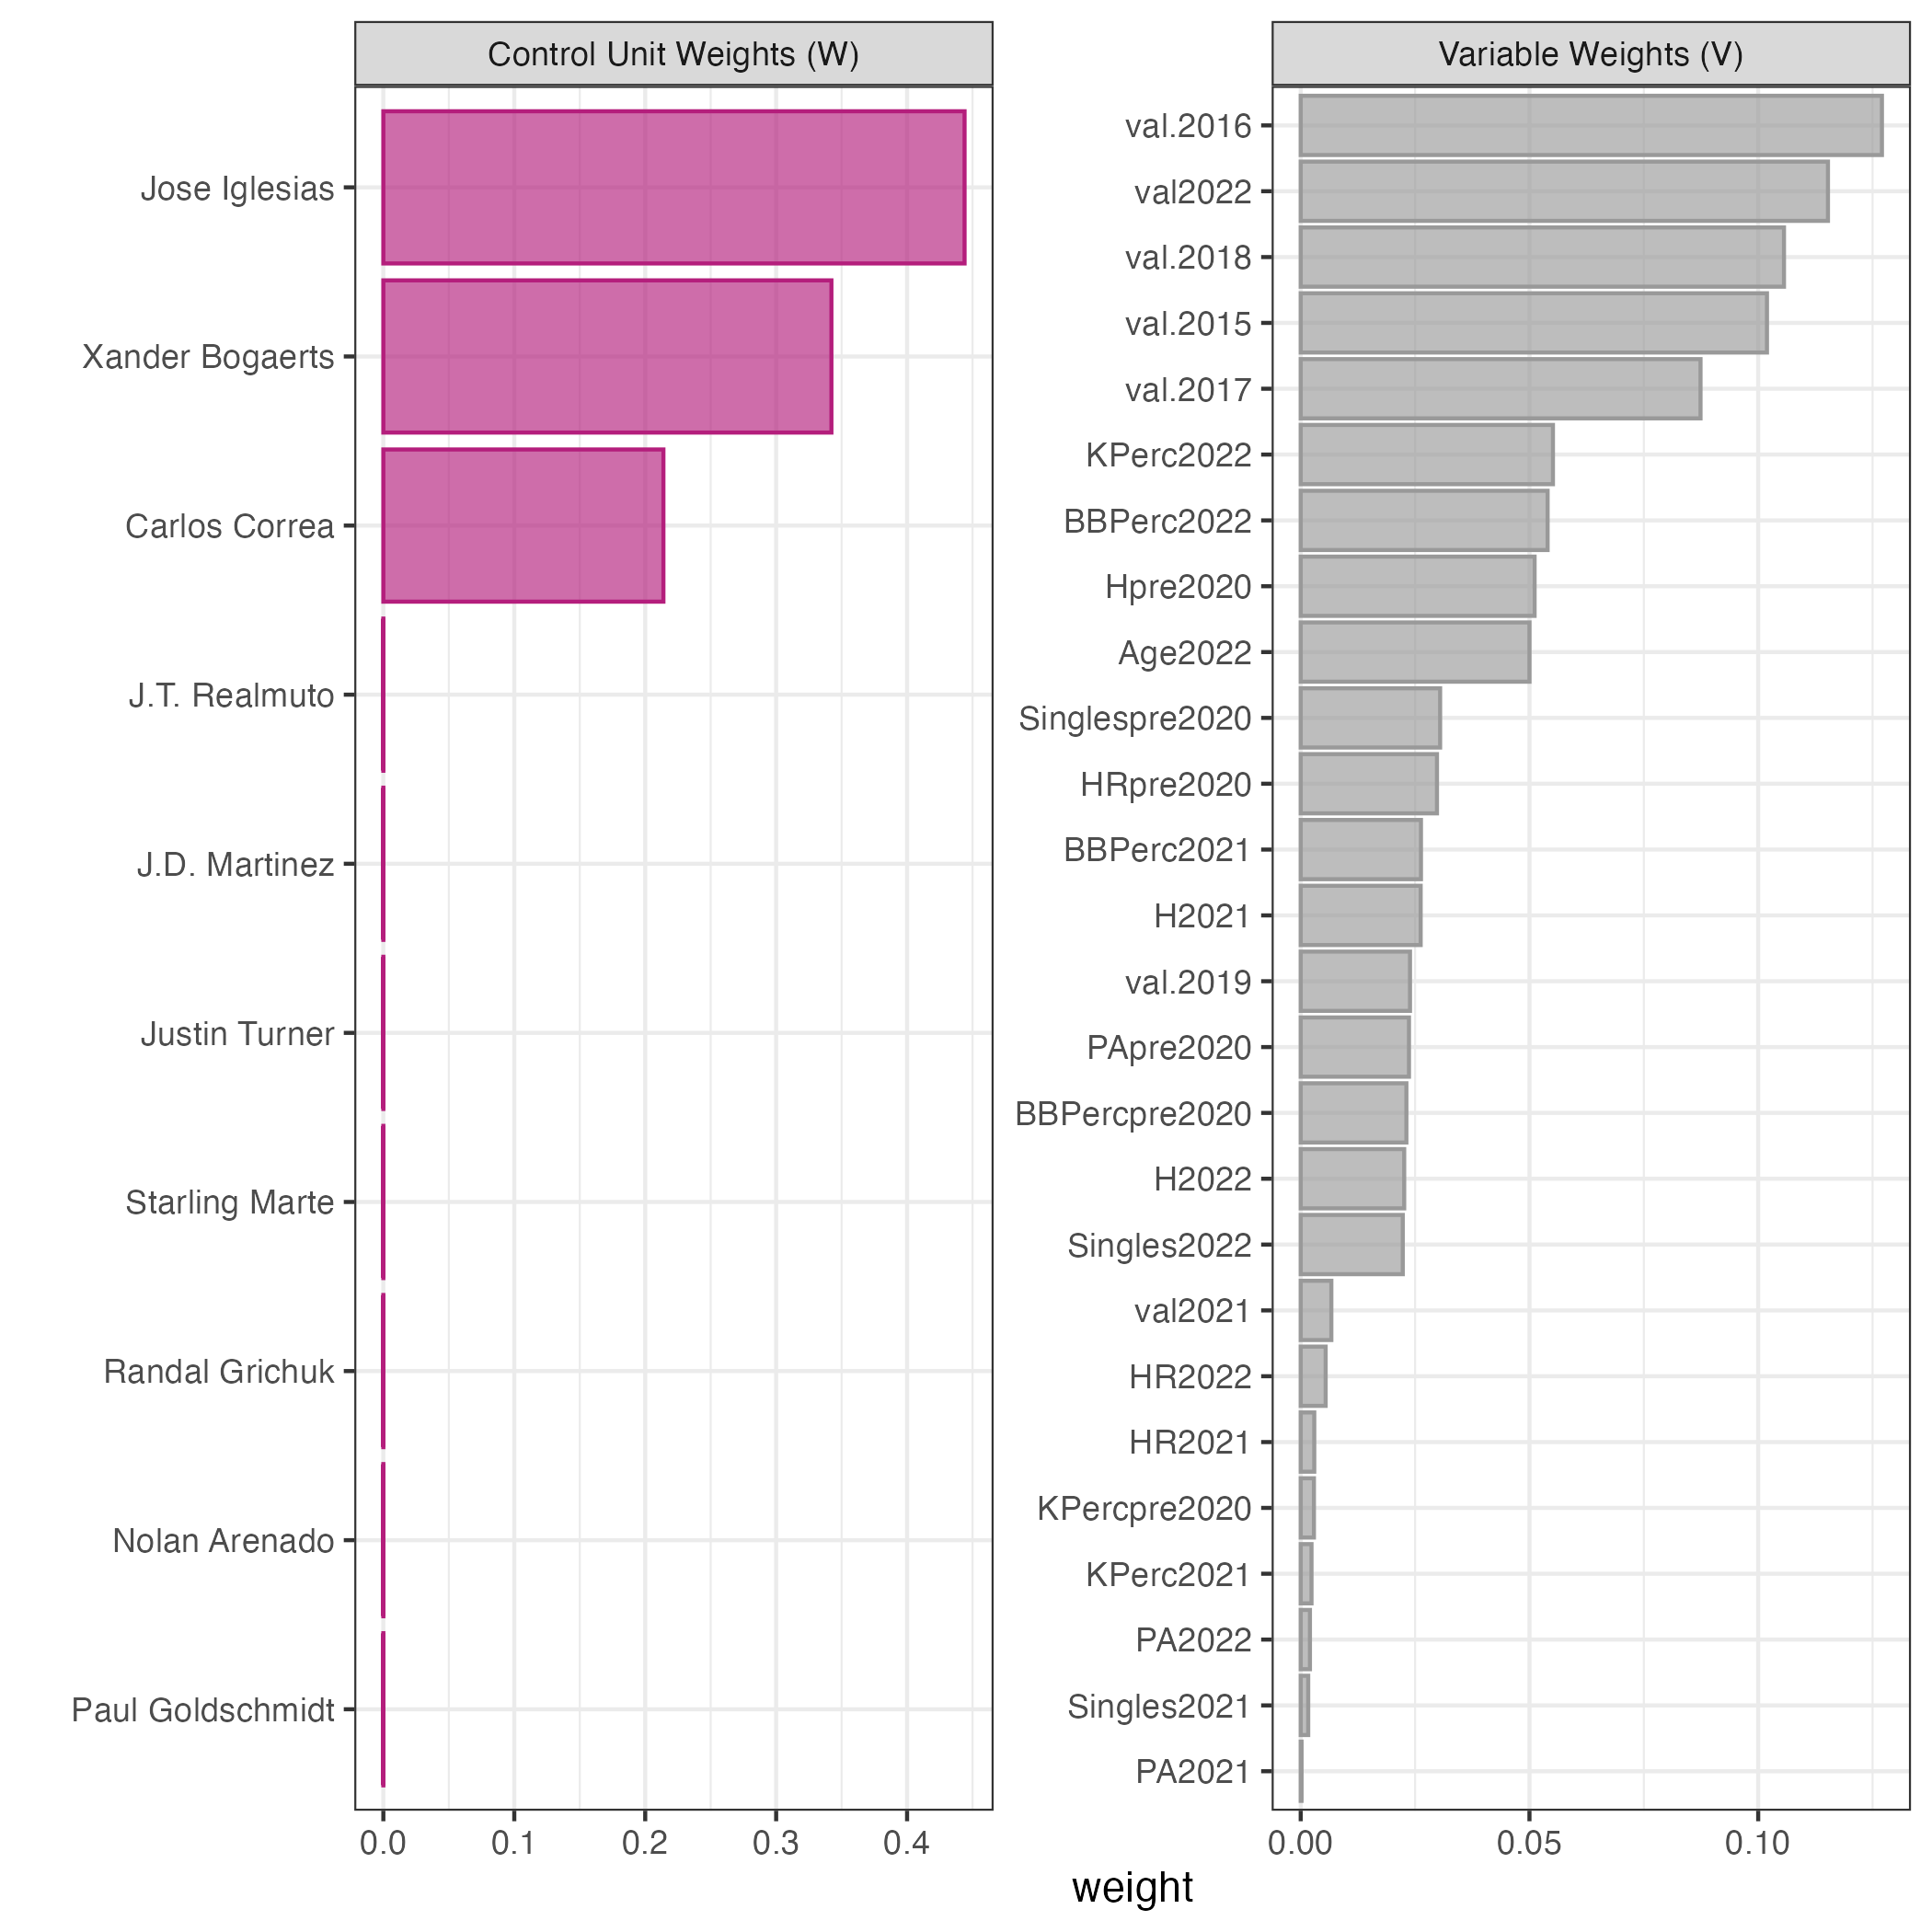 Control Unit Weights (W)
Jose Iglesias
Xander Bogaerts
Carlos Correa
J.T. Realmuto
J.D. Martinez
Justin Turner
Starling Marte
Randal Grichuk
Nolan Arenado
Paul Goldschmidt
0.0 0.1 0.2 0.3 0.4
Variable Weights (V)
val.2016
val2022
val.2018
val.2015
val.2017
KPerc2022
BBPerc2022
Hpre2020
Age2022
Singlespre2020
HRpre2020
BBPerc2021
H2021
val.2019
PApre2020
BBPercpre2020
H2022
Singles2022
val2021
HR2022
HR2021
KPercpre2020
KPerc2021
PA2022
Singles2021
PA2021
0.00 0.05 0.10
weight